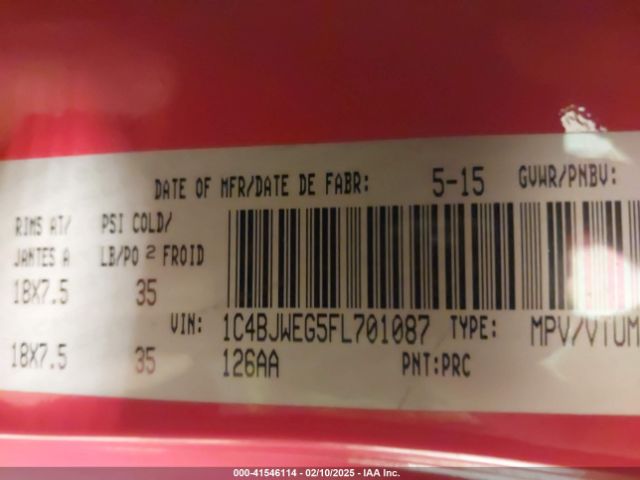 DATE OF MFR/DATE DE FABR: 5-15 GVWR/PNBV:
RIMS AT/ PSI COLD/
JANTES A LB/PO 2 FROID
18X7.5 35
VIN: 1C4BJWEG5FL701087 TYPE: MPV/VTUM
18X7.5 35 126AA PNT:PRC
000-41546114 - 02/10/2025 - IAA Inc.